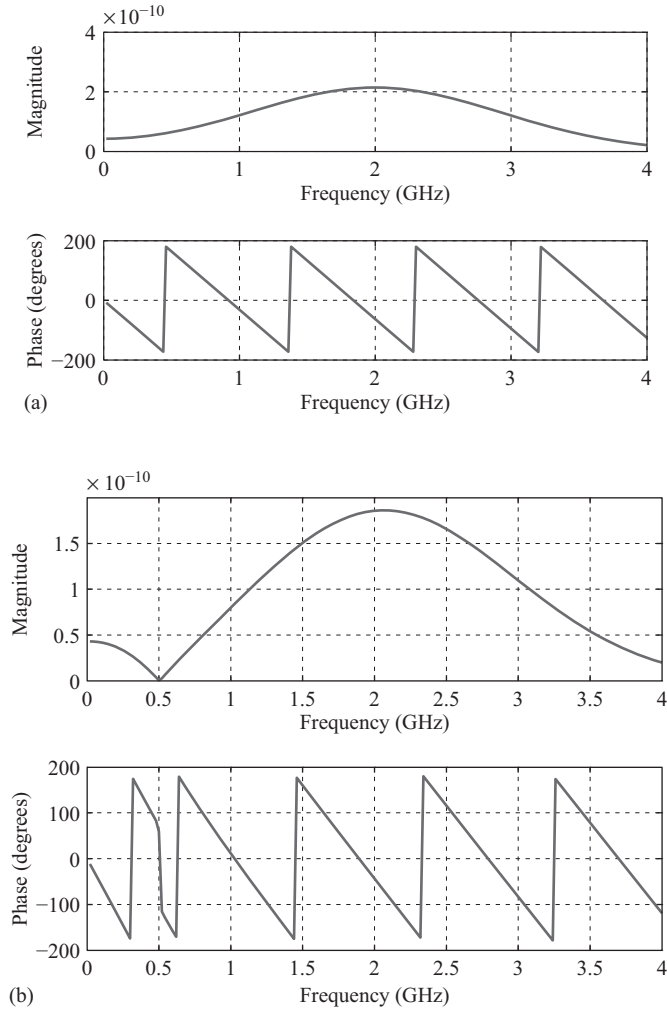 × 10−10
4
2
0
Magnitude
0 1 2 3 4
Frequency (GHz)
200
0
−200
Phase (degrees)
0 1 2 3 4
Frequency (GHz)
(a)
× 10−10
1.5
1
0.5
0
Magnitude
0 0.5 1 1.5 2 2.5 3 3.5 4
Frequency (GHz)
200
100
0
−100
−200
Phase (degrees)
0 0.5 1 1.5 2 2.5 3 3.5 4
Frequency (GHz)
(b)